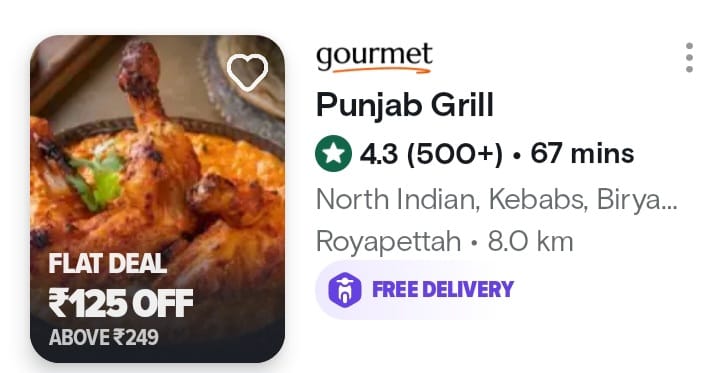 FLAT DEAL
₹125 OFF
ABOVE ₹249
gourmet
Punjab Grill
4.3 (500+) • 67 mins
North Indian, Kebabs, Birya...
Royapettah • 8.0 km
FREE DELIVERY